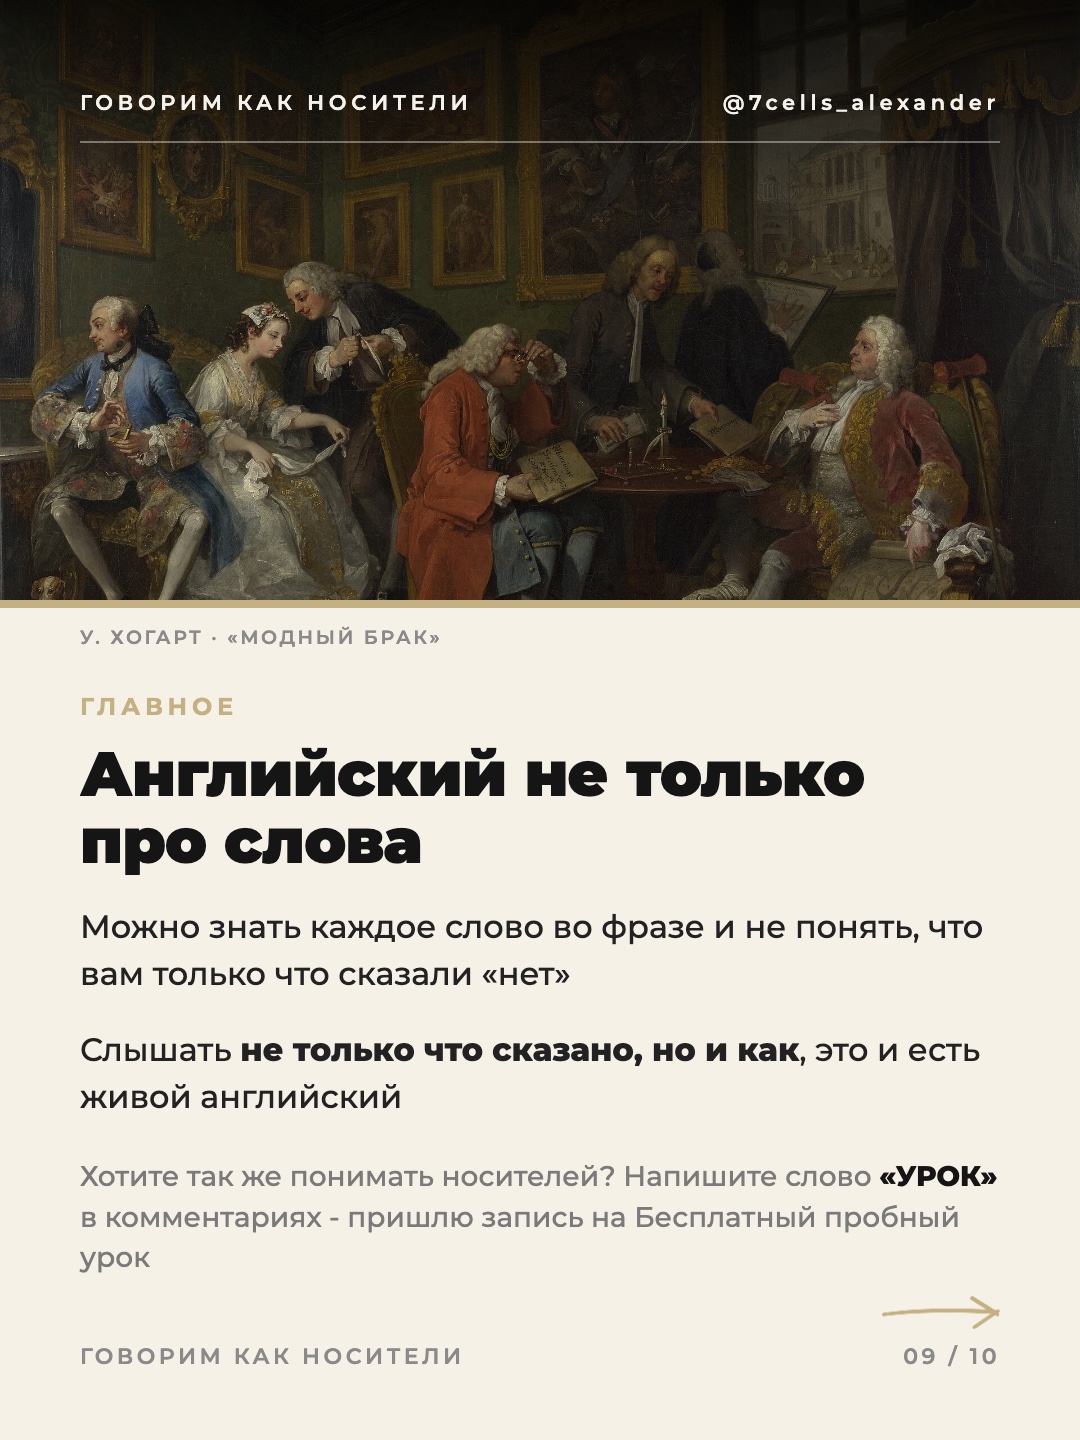 ГОВОРИМ КАК НОСИТЕЛИ
@7cells_alexander
У. ХОГАРТ · «МОДНЫЙ БРАК»
ГЛАВНОЕ
Английский не только
про слова
Можно знать каждое слово во фразе и не понять, что
вам только что сказали «нет»
Слышать не только что сказано, но и как, это и есть
живой английский
Хотите так же понимать носителей? Напишите слово «УРОК»
в комментариях - пришлю запись на Бесплатный пробный
урок
ГОВОРИМ КАК НОСИТЕЛИ
09 / 10